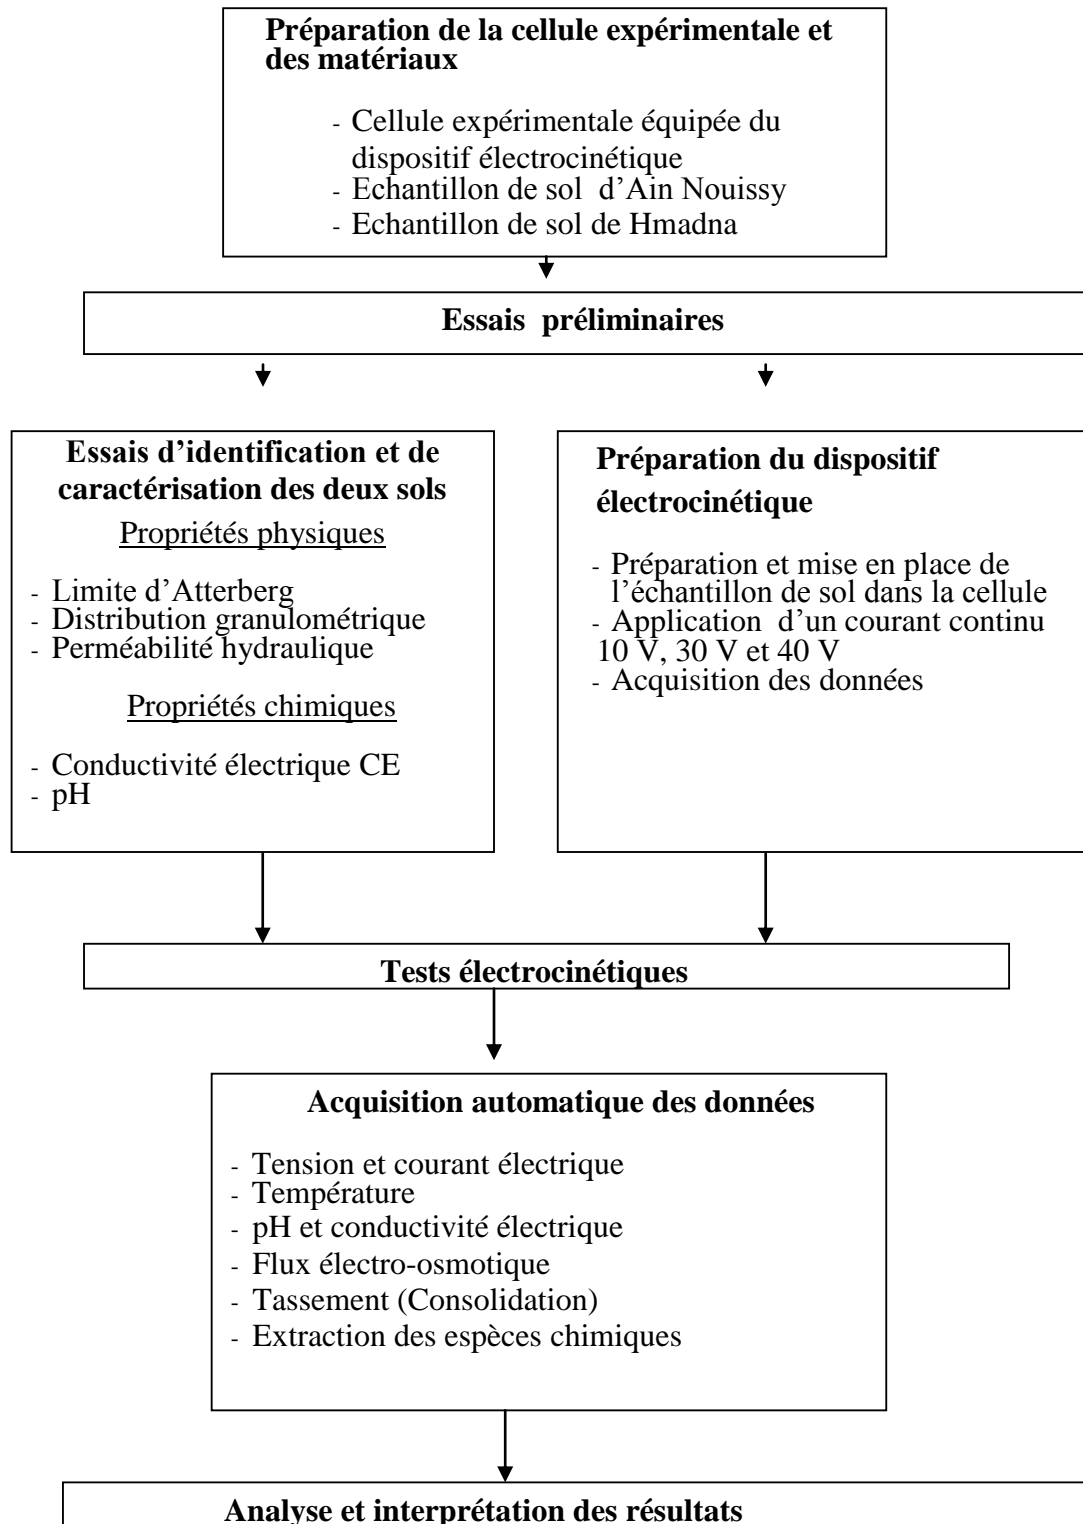 Préparation de la cellule expérimentale et
des matériaux
- Cellule expérimentale équipée du
dispositif électrocinétique
- Echantillon de sol d’Ain Nouissy
- Echantillon de sol de Hmadna
Essais préliminaires
Essais d’identification et de
caractérisation des deux sols
Propriétés physiques
- Limite d’Atterberg
- Distribution granulométrique
- Perméabilité hydraulique
Propriétés chimiques
- Conductivité électrique CE
- pH
Préparation du dispositif
électrocinétique
- Préparation et mise en place de
l’échantillon de sol dans la cellule
- Application d’un courant continu
10 V, 30 V et 40 V
- Acquisition des données
Tests électrocinétiques
Acquisition automatique des données
- Tension et courant électrique
- Température
- pH et conductivité électrique
- Flux électro-osmotique
- Tassement (Consolidation)
- Extraction des espèces chimiques
Analyse et interprétation des résultats